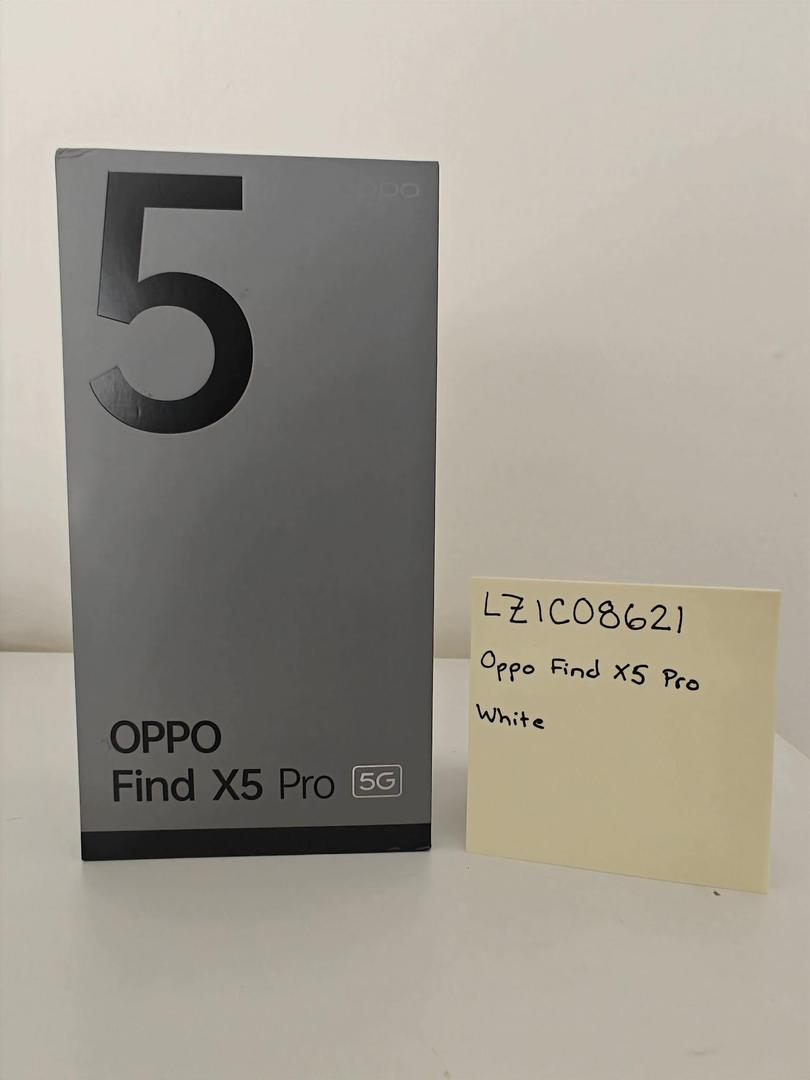 5
oppo
OPPO
Find X5 Pro 5G
LZ1C08621
Oppo Find X5 Pro
White